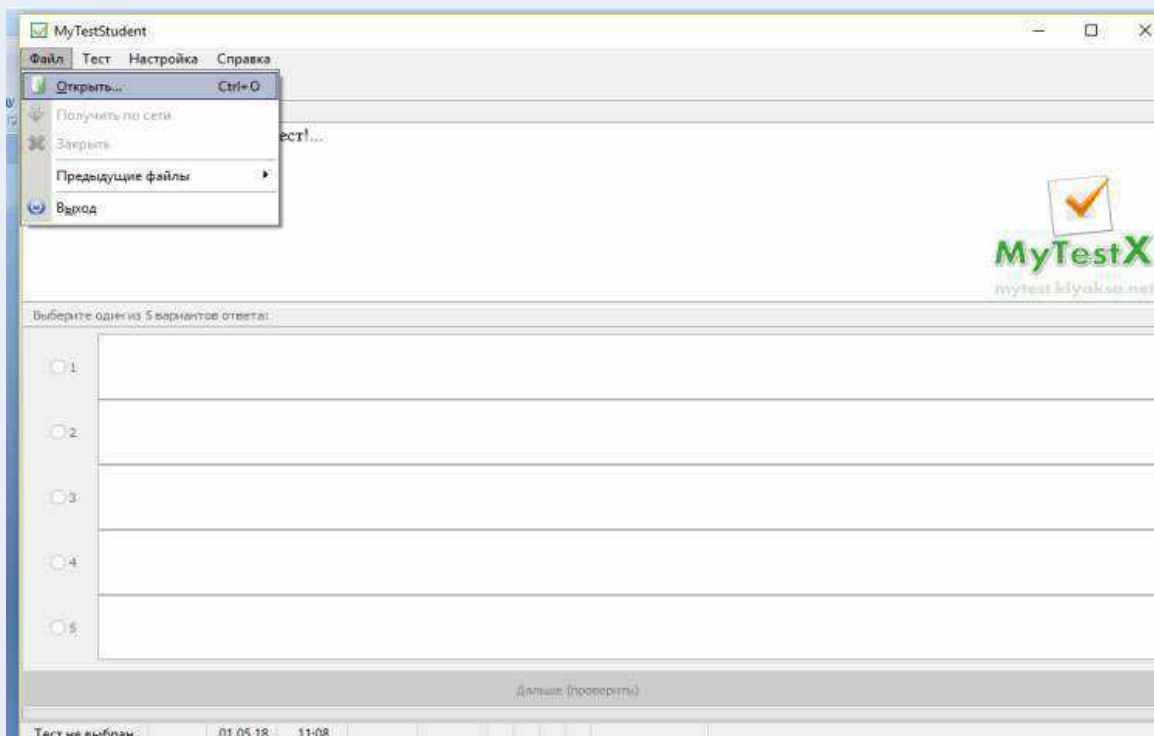 MyTestStudent
Файл Тест Настройка Справка
Открыть... Ctrl+O
Получить по сети
Закрыть
ест!...
Предыдущие файлы
Выход
MyTestX
mytest.klyaksa.net
Выберите один из 5 вариантов ответа:
1
2
3
4
5
Дальше (проверить)
Тест не выбран 01.05.18 11:08